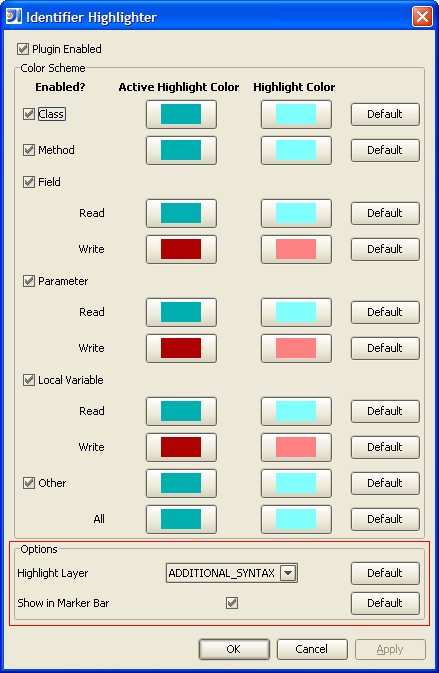 Identifier Highlighter
Plugin Enabled
Color Scheme
Enabled? Active Highlight Color Highlight Color
Class Default
Method Default
Field
Read Default
Write Default
Parameter
Read Default
Write Default
Local Variable
Read Default
Write Default
Other Default
All Default
Options
Highlight Layer ADDITIONAL_SYNTAX Default
Show in Marker Bar Default
OK Cancel Apply